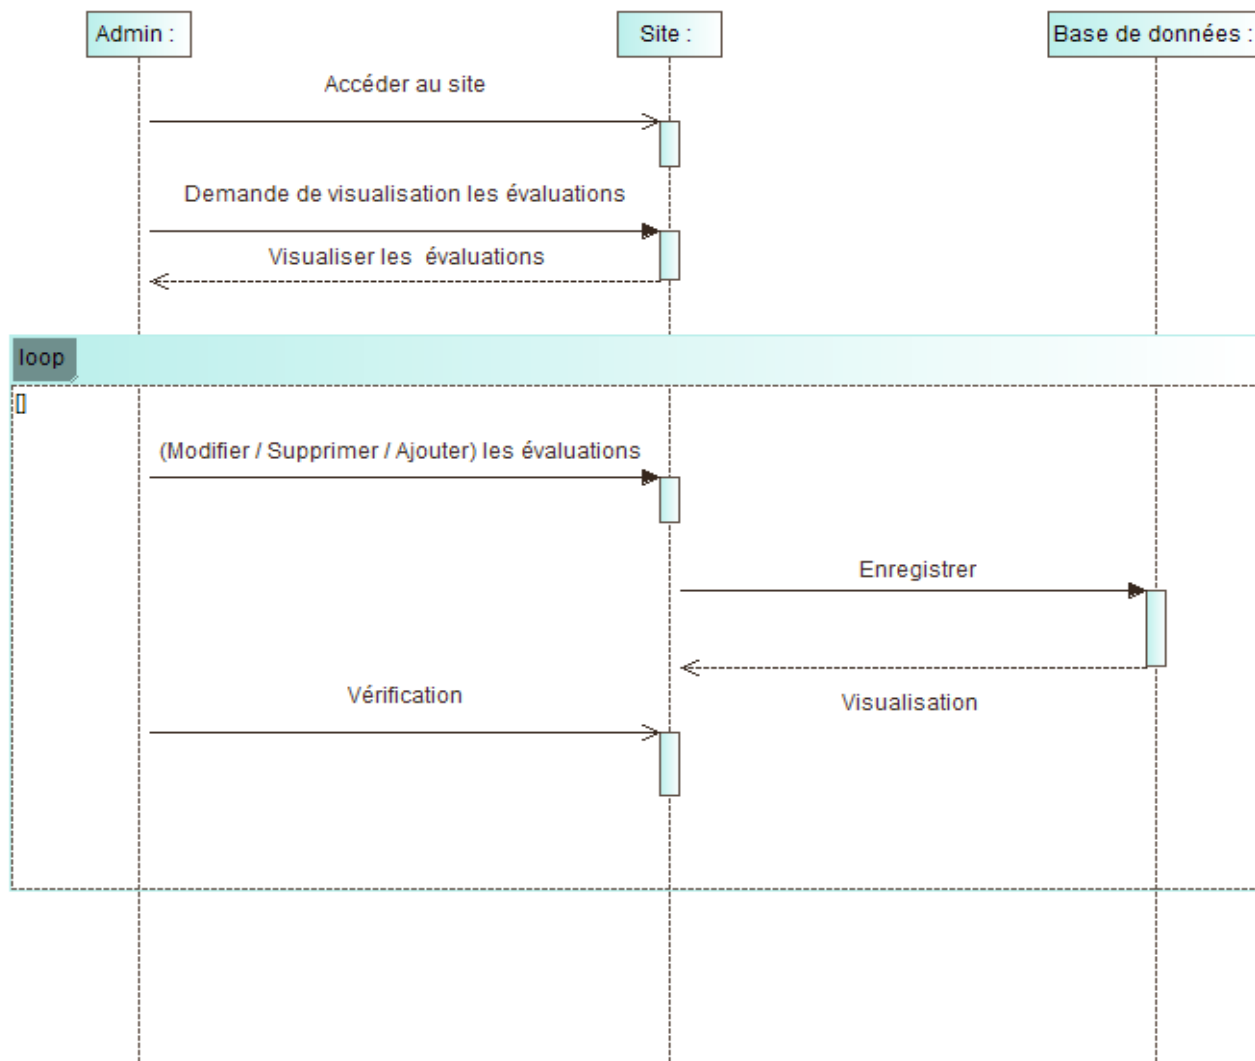 Admin :
Site :
Base de données :
Accéder au site
Demande de visualisation les évaluations
Visualiser les  évaluations
loop
[]
(Modifier / Supprimer / Ajouter) les évaluations
Enregistrer
Vérification
Visualisation